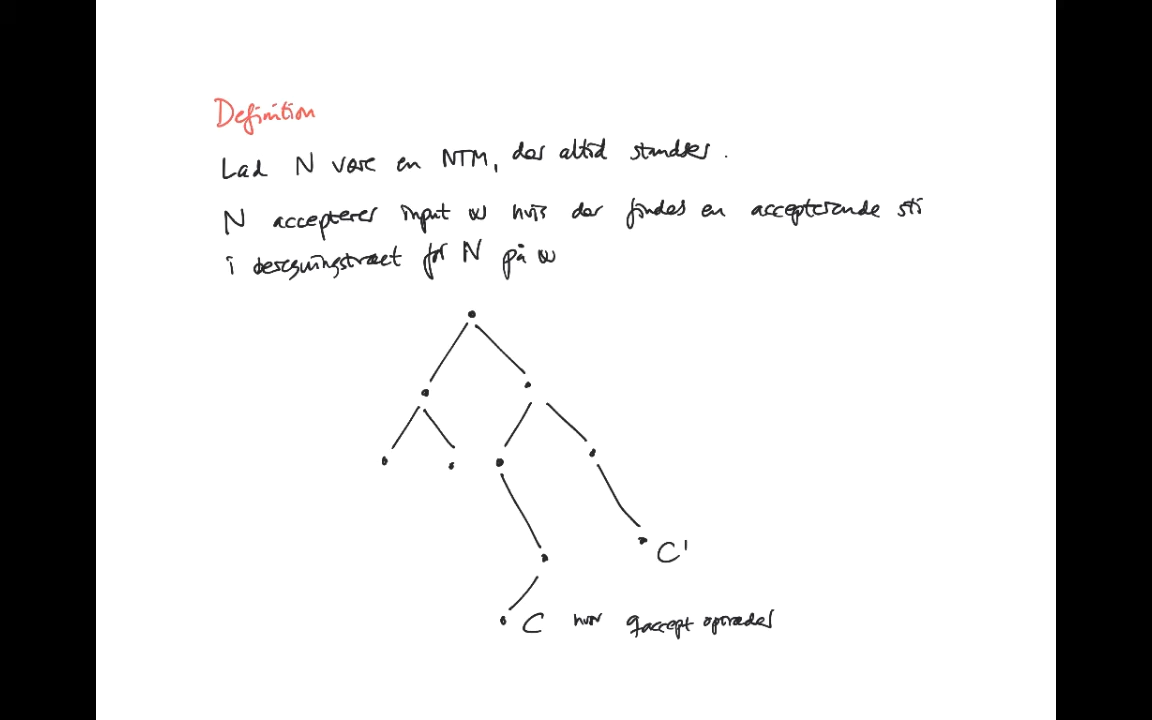 Definition
Lad N være en NTM, der altid standser.
N accepterer input w hvis der findes en accepterende sti
i beregningstræet for N på w
C'
C hvor qaccept optræder